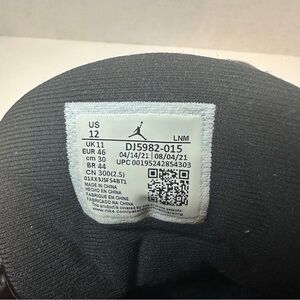 US
12
LNM
UK 11
DJ5982-015
EUR 46
04/14/21 | 08/04/21
cm 30
UPC 00195242854303
BR 44
CN 300(2.5)
MADE IN CHINA
HECHO EN CHINA
FABRIQUE EN CHINE
FABRICADO NA CHINA